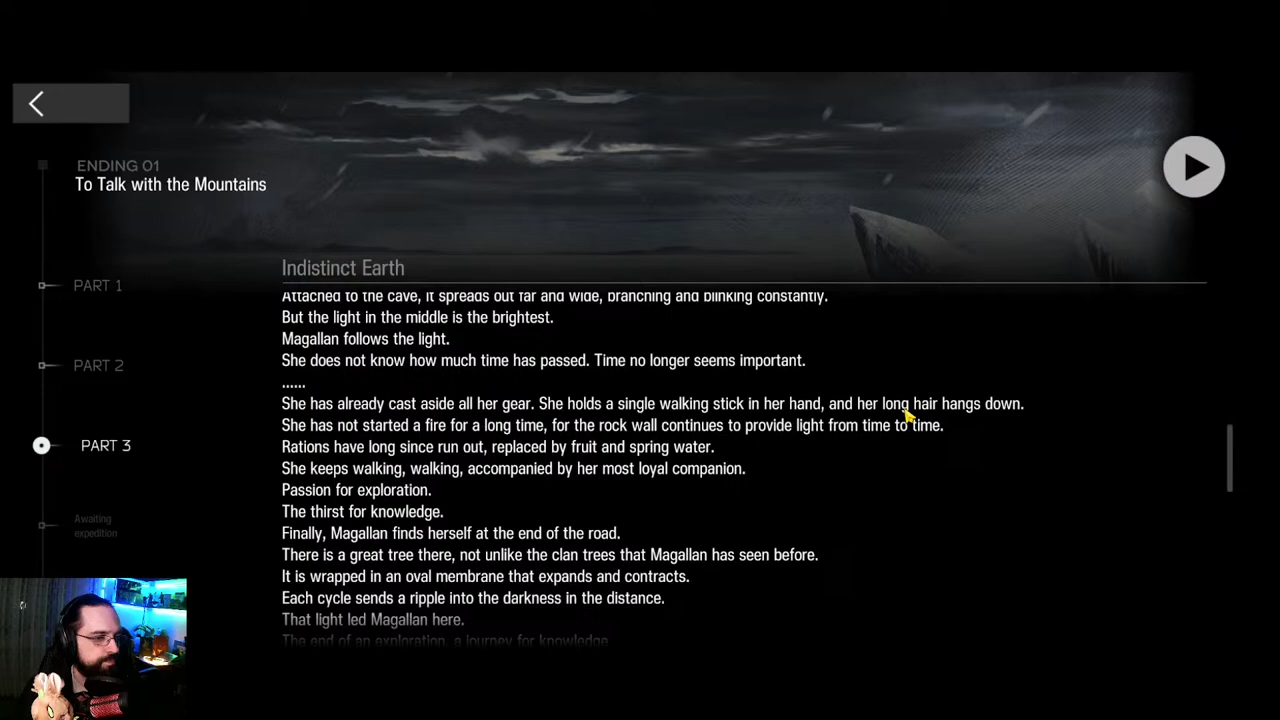 ENDING 01
To Talk with the Mountains
Indistinct Earth
PART 1
PART 2
PART 3
Awaiting
expedition
Attached to the cave, it spreads out far and wide, branching and blinking constantly.
But the light in the middle is the brightest.
Magallan follows the light.
She does not know how much time has passed. Time no longer seems important.
......
She has already cast aside all her gear. She holds a single walking stick in her hand, and her long hair hangs down.
She has not started a fire for a long time, for the rock wall continues to provide light from time to time.
Rations have long since run out, replaced by fruit and spring water.
She keeps walking, walking, accompanied by her most loyal companion.
Passion for exploration.
The thirst for knowledge.
Finally, Magallan finds herself at the end of the road.
There is a great tree there, not unlike the clan trees that Magallan has seen before.
It is wrapped in an oval membrane that expands and contracts.
Each cycle sends a ripple into the darkness in the distance.
That light led Magallan here.
The end of an exploration, a journey for knowledge